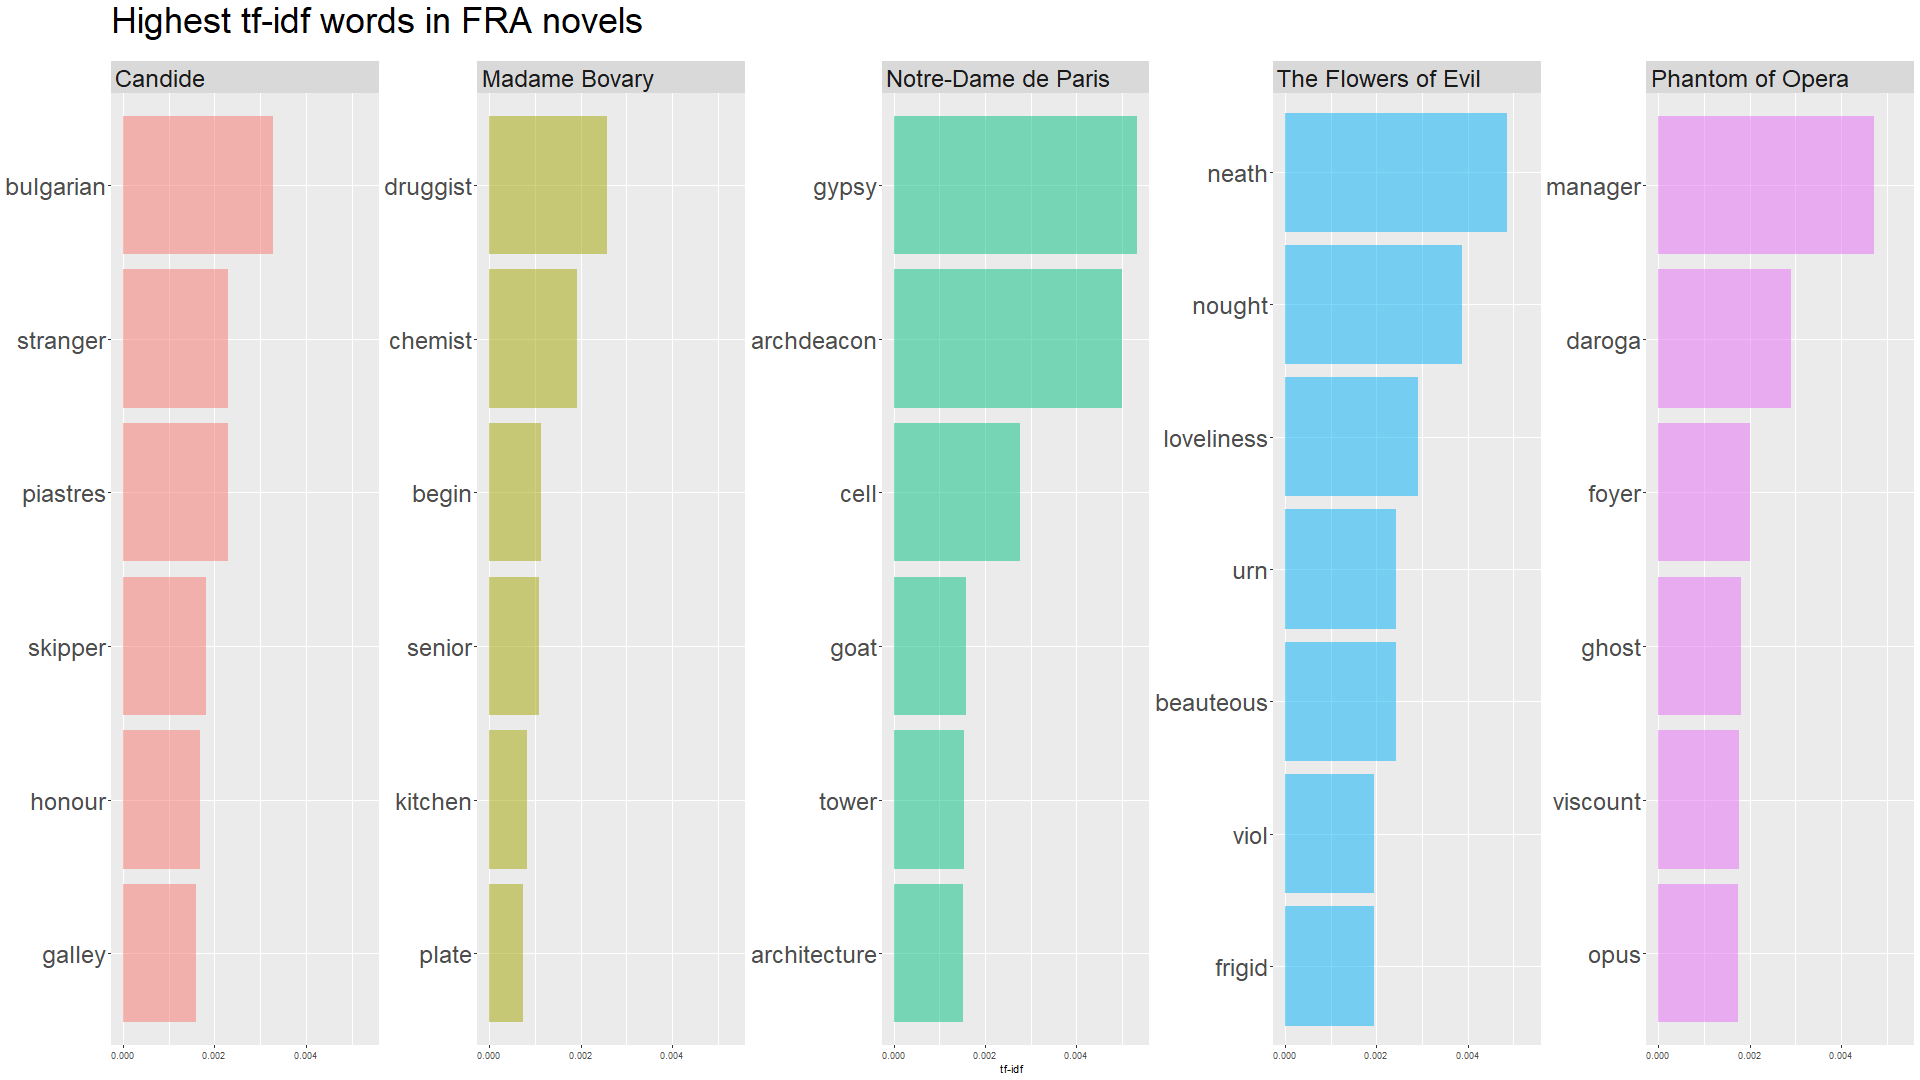 Highest tf-idf words in FRA novels
Candide
bulgarian
stranger
piastres
skipper
honour
galley
0.000 0.002 0.004
Madame Bovary
druggist
chemist
begin
senior
kitchen
plate
0.000 0.002 0.004
Notre-Dame de Paris
gypsy
archdeacon
cell
goat
tower
architecture
0.000 0.002 0.004
The Flowers of Evil
neath
nought
loveliness
urn
beauteous
viol
frigid
0.000 0.002 0.004
Phantom of Opera
manager
daroga
foyer
ghost
viscount
opus
0.000 0.002 0.004
tf-idf